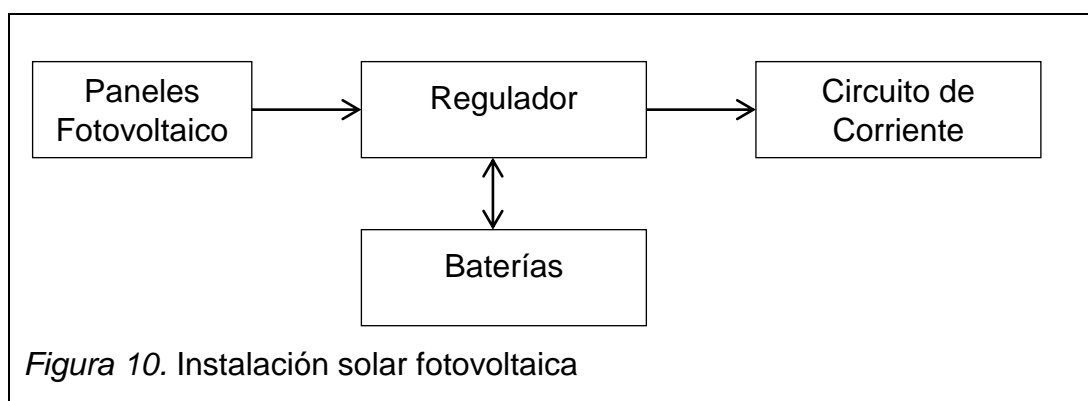 Paneles
Fotovoltaico
Regulador
Circuito de
Corriente
Baterías
Figura 10. Instalación solar fotovoltaica